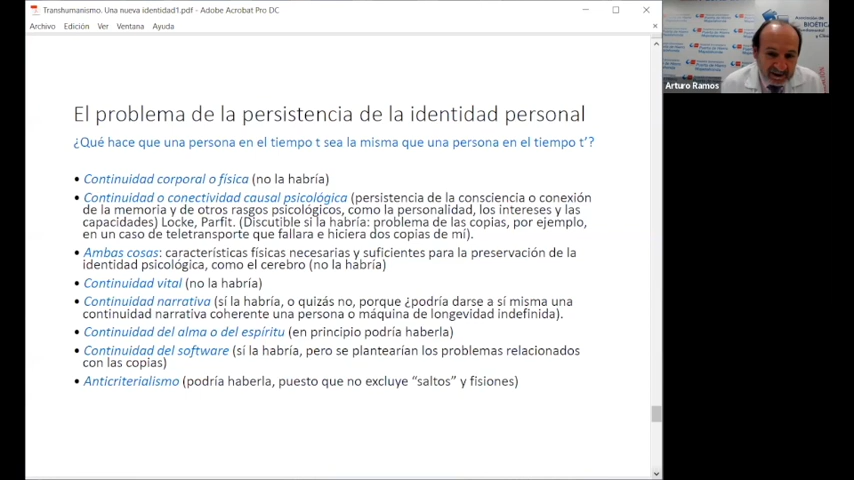 Transhumanismo. Una nueva identidad1.pdf - Adobe Acrobat Pro DC
Archivo Edición Ver Ventana Ayuda
El problema de la persistencia de la identidad personal
¿Qué hace que una persona en el tiempo t sea la misma que una persona en el tiempo t’?
• Continuidad corporal o física (no la habría)
• Continuidad o conectividad causal psicológica (persistencia de la consciencia o conexión
de la memoria y de otros rasgos psicológicos, como la personalidad, los intereses y las
capacidades) Locke, Parfit. (Discutible si la habría: problema de las copias, por ejemplo,
en un caso de teletransporte que fallara e hiciera dos copias de mí).
• Ambas cosas: características físicas necesarias y suficientes para la preservación de la
identidad psicológica, como el cerebro (no la habría)
• Continuidad vital (no la habría)
• Continuidad narrativa (sí la habría, o quizás no, porque ¿podría darse a sí misma una
continuidad narrativa coherente una persona o máquina de longevidad indefinida).
• Continuidad del alma o del espíritu (en principio podría haberla)
• Continuidad del software (sí la habría, pero se plantearían los problemas relacionados
con las copias)
• Anticriterialismo (podría haberla, puesto que no excluye “saltos” y fisiones)
BIOÉTICA
Arturo Ramos